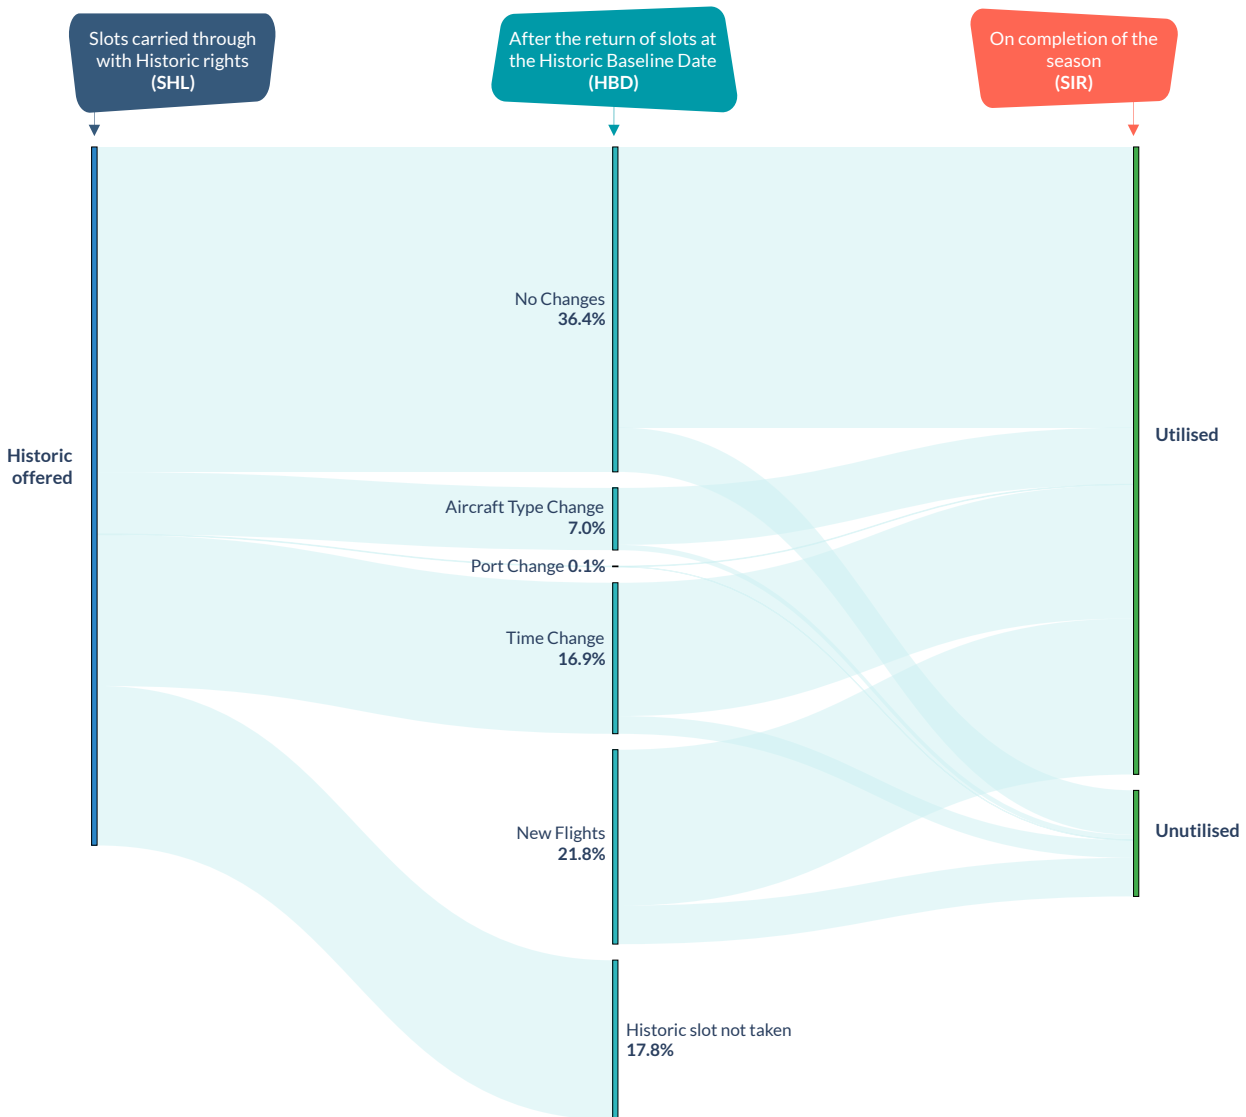 Slots carried through
with Historic rights
(SHL)
After the return of slots at
the Historic Baseline Date
(HBD)
On completion of the
season
(SIR)
No Changes
36.4%
Historic
offered
Utilised
Aircraft Type Change
7.0%
Port Change 0.1%
Time Change
16.9%
New Flights
21.8%
Unutilised
Historic slot not taken
17.8%